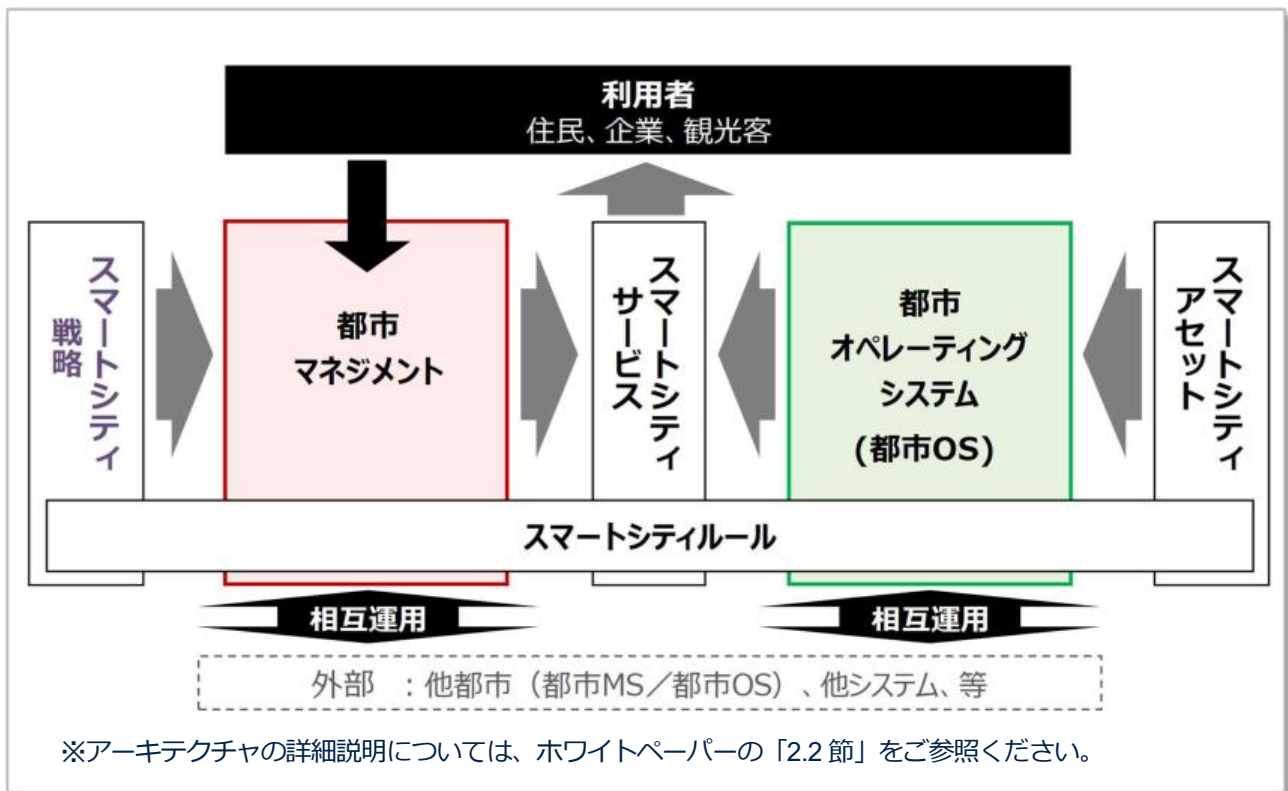 利用者
住民、企業、観光客
スマートシティ
戦略
都市
マネジメント
スマートシティ
サービス
都市
オペレーティング
システム
(都市OS)
スマートシティ
アセット
スマートシティルール
相互運用
相互運用
外部 ：他都市（都市MS／都市OS）、他システム、等
※アーキテクチャの詳細説明については、ホワイトペーパーの「2.2 節」をご参照ください。